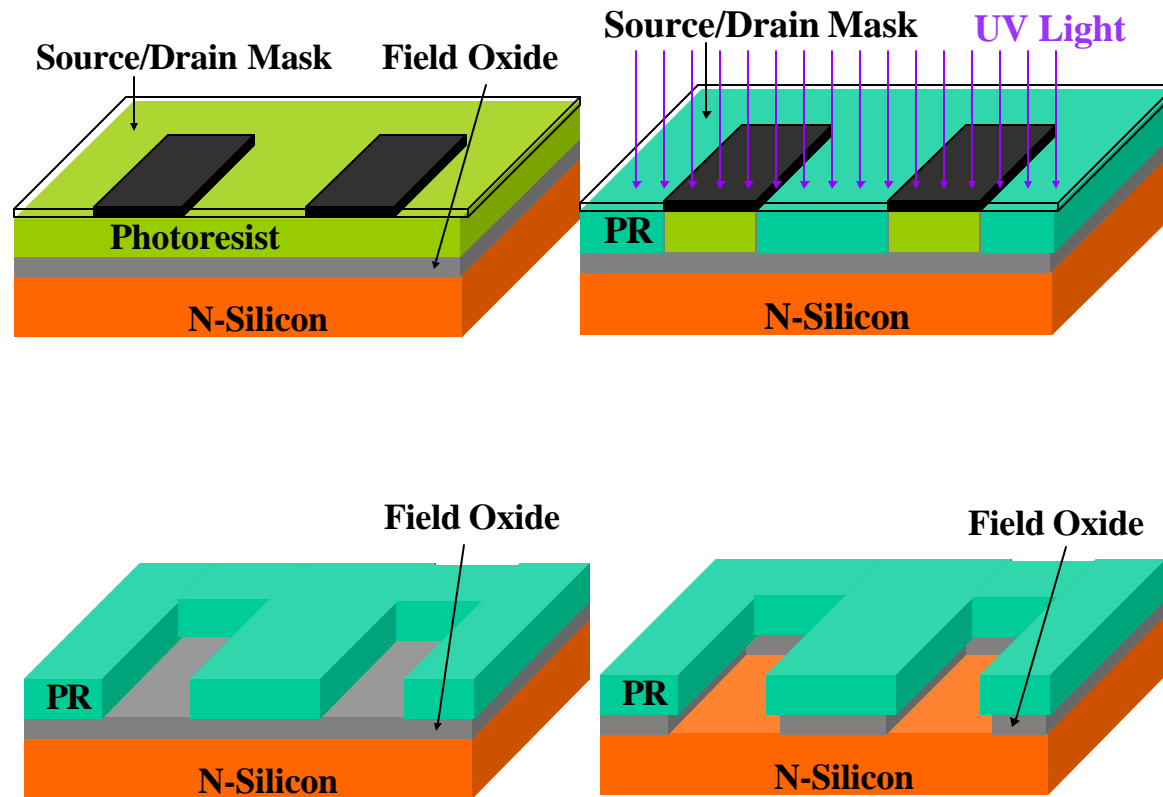 Source/Drain Mask
Field Oxide
Photoresist
N-Silicon
Source/Drain Mask
UV Light
PR
N-Silicon
Field Oxide
PR
N-Silicon
Field Oxide
PR
N-Silicon